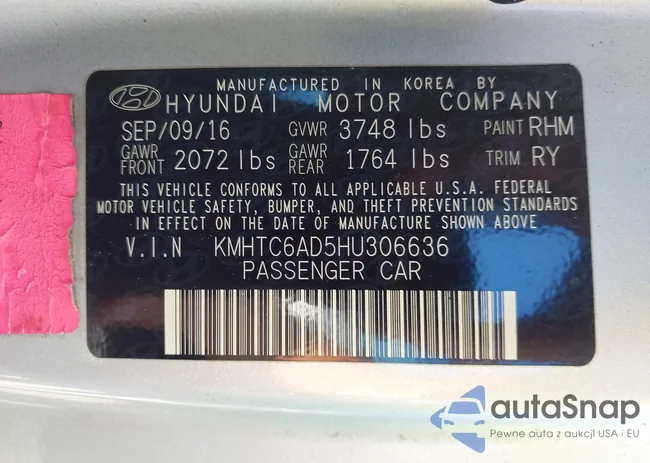 MANUFACTURED IN KOREA BY
HYUNDAI MOTOR COMPANY
SEP/09/16 GVWR 3748 lbs PAINT RHM
GAWR FRONT 2072 lbs GAWR REAR 1764 lbs TRIM RY
THIS VEHICLE CONFORMS TO ALL APPLICABLE U.S.A. FEDERAL
MOTOR VEHICLE SAFETY, BUMPER, AND THEFT PREVENTION STANDARDS
IN EFFECT ON THE DATE OF MANUFACTURE SHOWN ABOVE.
V.I.N KMHTC6AD5HU306636
PASSENGER CAR
autaSnap
Pewne auta z aukcji USA i EU